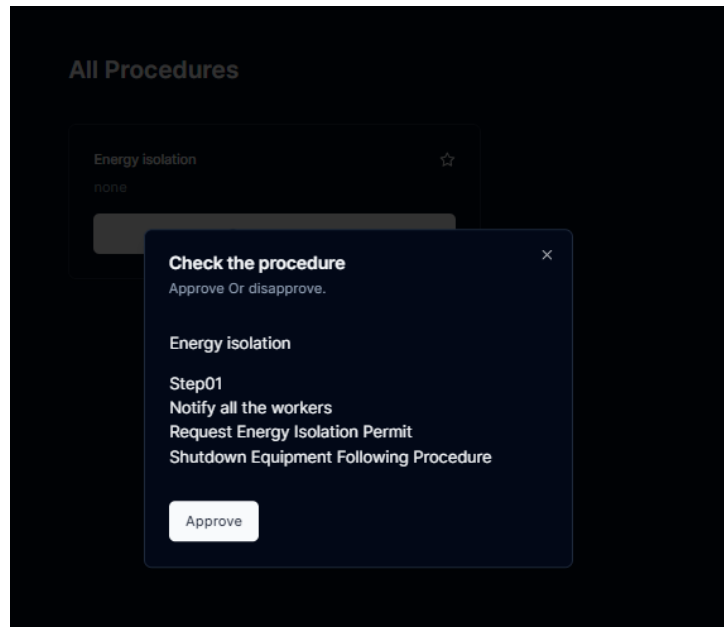 All Procedures
Energy isolation
none
Check the procedure
Approve Or disapprove.
Energy isolation
Step01
Notify all the workers
Request Energy Isolation Permit
Shutdown Equipment Following Procedure
Approve